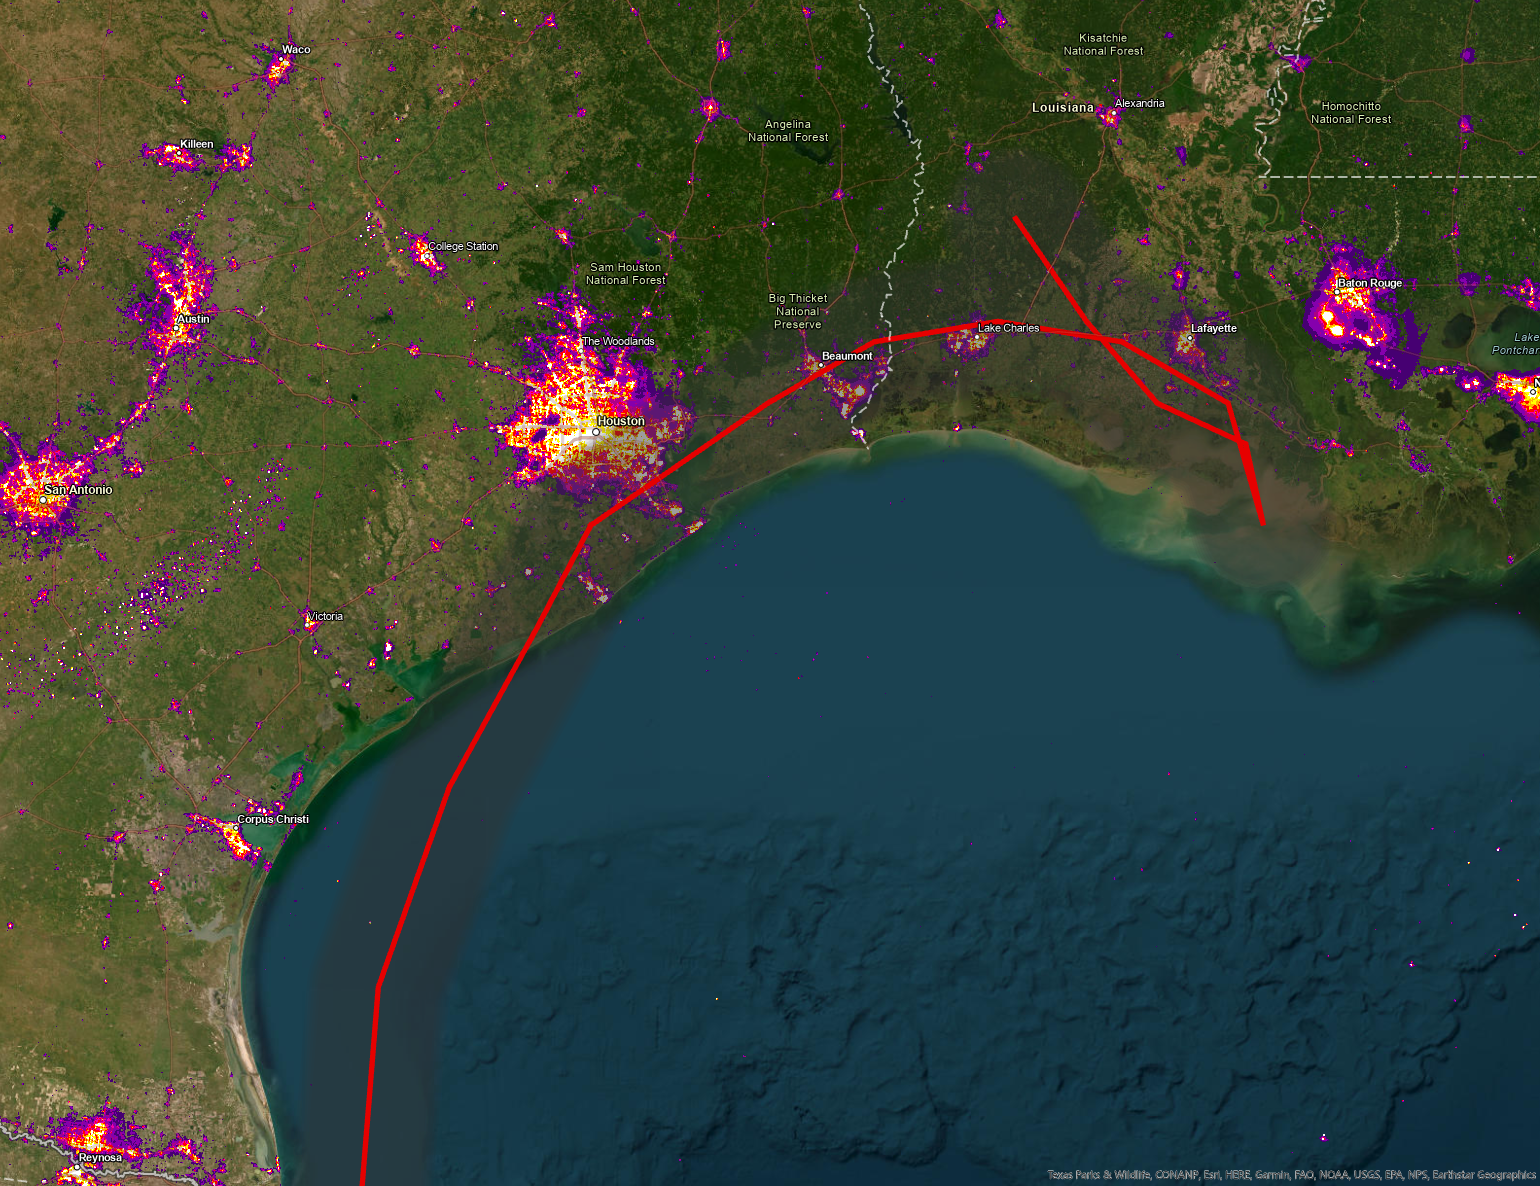 Waco
Kisatchie
National Forest
Louisiana
Alexandria
Homochitto
National Forest
Angelina
National Forest
Killeen
College Station
Sam Houston
National Forest
Baton Rouge
Big Thicket
National
Preserve
Austin
Lake Charles
Lafayette
The Woodlands
Lake
Pontchar
Beaumont
N
Houston
San Antonio
Victoria
Corpus Christi
Reynosa
Texas Parks & Wildlife, CONANP, Esri, HERE, Garmin, FAO, NOAA, USGS, EPA, NPS, Earthstar Geographics